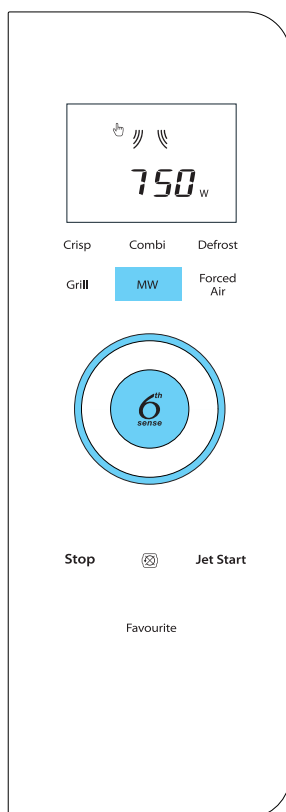 750 W
Crisp Combi Defrost
Grill MW Forced
Air
6th
sense
Stop Jet Start
Favourite